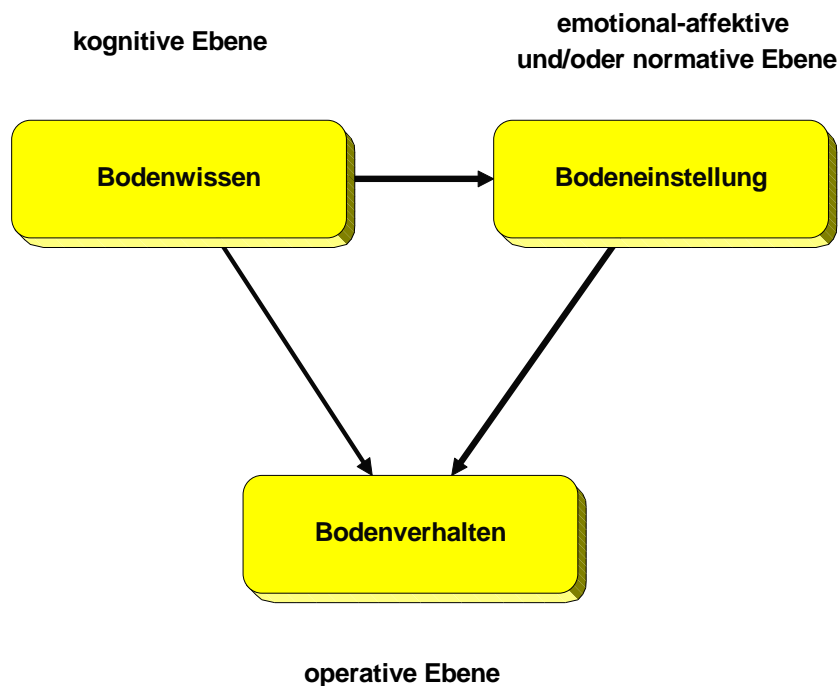 kognitive Ebene
emotional-affektive
und/oder normative Ebene
Bodenwissen
Bodeneinstellung
Bodenverhalten
operative Ebene